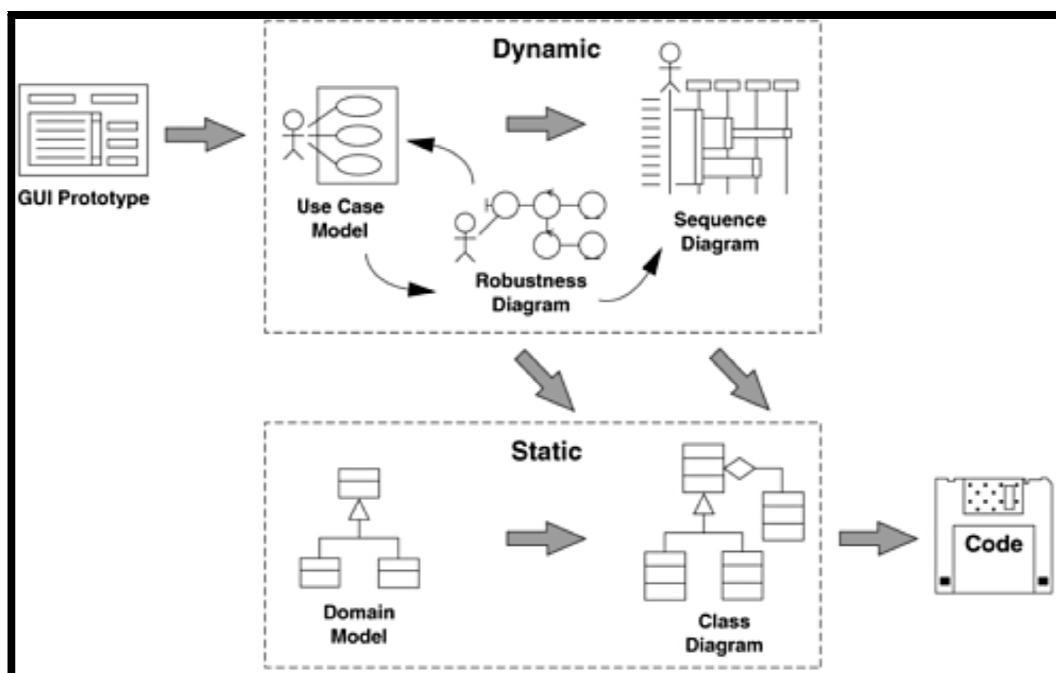 Dynamic
GUI Prototype
Use Case
Model
Robustness
Diagram
Sequence
Diagram
Static
Domain
Model
Class
Diagram
Code